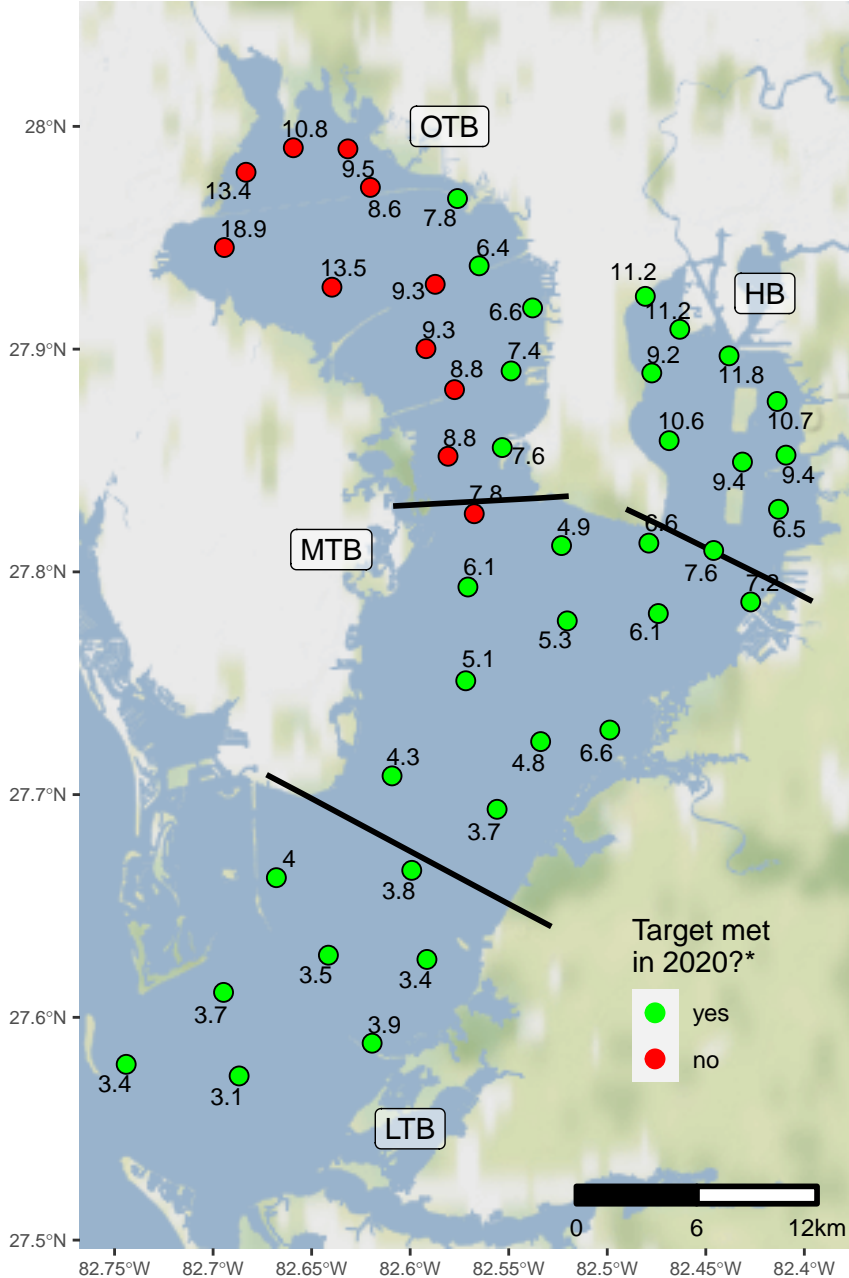 28°N
10.8
OTB
9.5
13.4
8.6
7.8
18.9
6.4
11.2
HB
13.5
9.3
6.6
11.2
9.3
7.4
27.9°N
9.2
11.8
8.8
10.6
10.7
8.8
7.6
9.4
9.4
7.8
4.9
6.6
6.5
MTB
27.8°N
6.1
7.6
7.2
5.3
6.1
5.1
4.3
4.8
6.6
27.7°N
3.7
4
3.8
Target met
in 2020?*
3.5
3.4
yes
3.7
27.6°N
3.9
no
3.4
3.1
LTB
0 6 12km
27.5°N
82.75°W 82.7°W 82.65°W 82.6°W 82.55°W 82.5°W 82.45°W 82.4°W